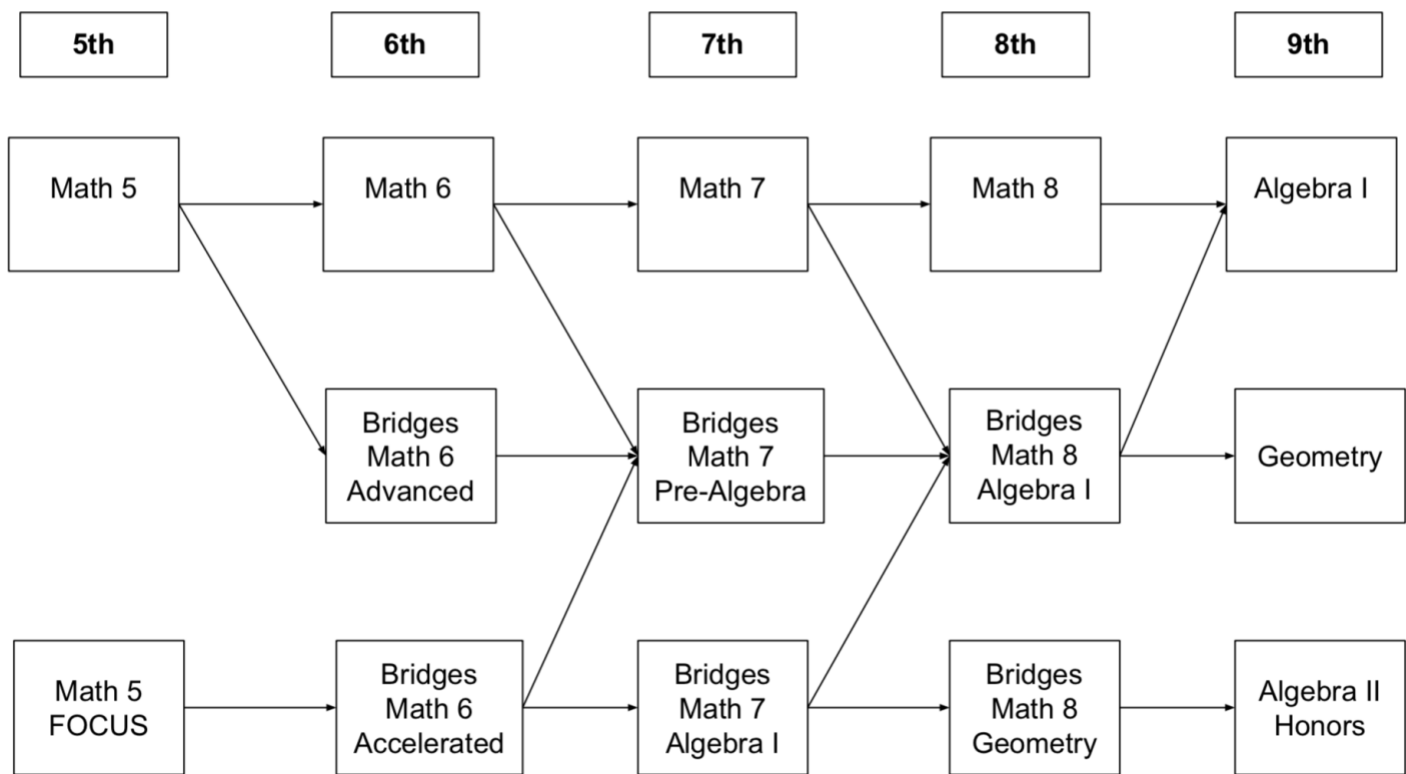 5th
6th
7th
8th
9th
Math 5
Math 6
Math 7
Math 8
Algebra I
Bridges
Math 6
Advanced
Bridges
Math 7
Pre-Algebra
Bridges
Math 8
Algebra I
Geometry
Math 5
FOCUS
Bridges
Math 6
Accelerated
Bridges
Math 7
Algebra I
Bridges
Math 8
Geometry
Algebra II
Honors